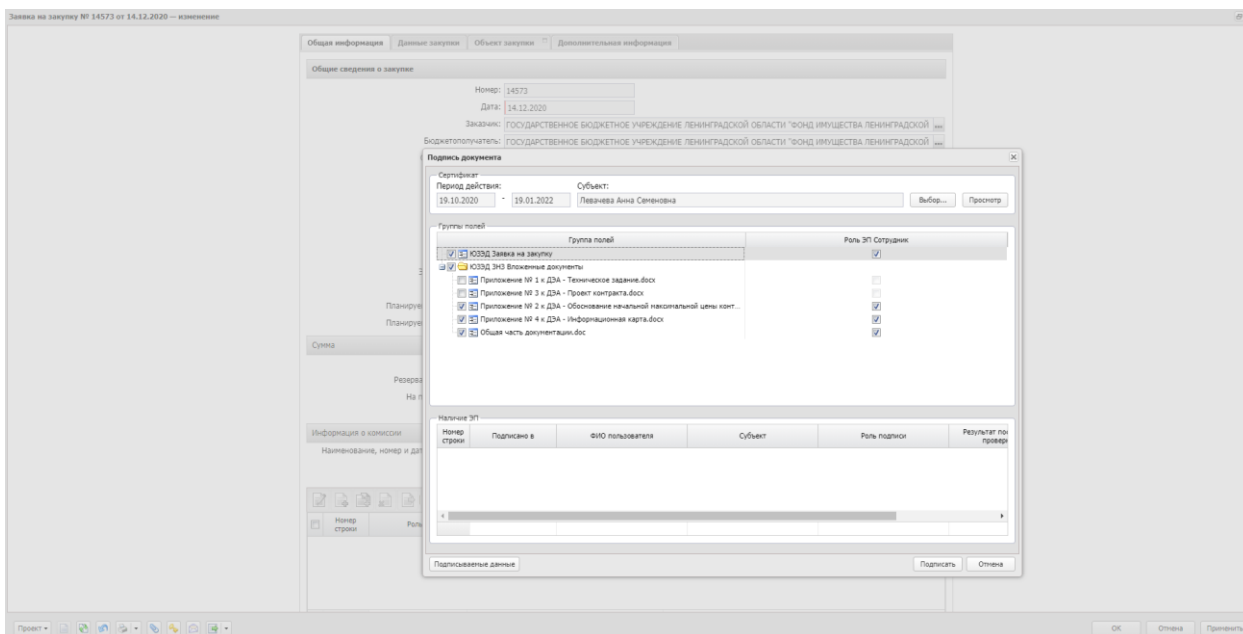 Заявка на закупку № 14573 от 14.12.2020 — изменение
Общая информация Данные закупки Объект закупки Дополнительная информация
Общие сведения о закупке
Номер: 14573
Дата: 14.12.2020
Заказчик: ГОСУДАРСТВЕННОЕ БЮДЖЕТНОЕ УЧРЕЖДЕНИЕ ЛЕНИНГРАДСКОЙ ОБЛАСТИ "ФОНД ИМУЩЕСТВА ЛЕНИНГРАДСКОЙ ...
Бюджетополучатель: ГОСУДАРСТВЕННОЕ БЮДЖЕТНОЕ УЧРЕЖДЕНИЕ ЛЕНИНГРАДСКОЙ ОБЛАСТИ "ФОНД ИМУЩЕСТВА ЛЕНИНГРАДСКОЙ ...
Подпись документа
Сертификат
Период действия: Субъект:
19.10.2020 - 19.01.2022 Левачева Анна Семеновна Выбор... Просмотр
Группы полей
Группа полей Роль ЭП Сотрудник
ЮЗЭД Заявка на закупку
ЮЗЭД ЗНЗ Вложенные документы
Приложение № 1 к ДЭА - Техническое задание.docx
Приложение № 3 к ДЭА - Проект контракта.docx
Приложение № 2 к ДЭА - Обоснование начальной максимальной цены конт...
Приложение № 4 к ДЭА - Информационная карта.docx
Общая часть документации.doc
Планируе
Планируе
Сумма
Резерва
На п
Наличие ЭП
Номер строки Подписано в ФИО пользователя Субъект Роль подписи Результат пос провер
Информация о комиссии
Наименование, номер и дат
Номер строки Роль
Подписываемые данные Подписать Отмена
Проект OK Отмена Применить